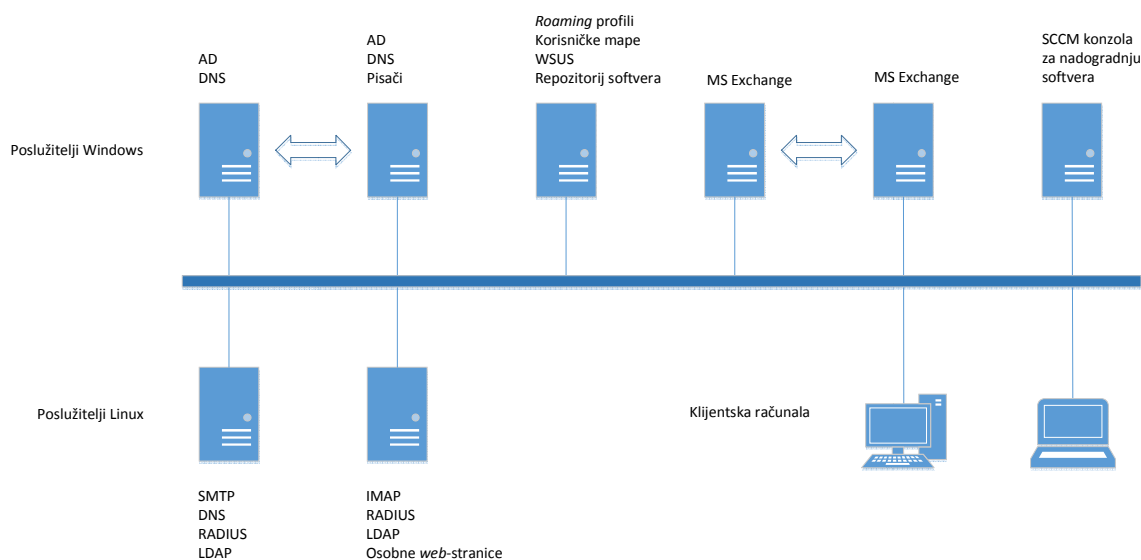 AD
DNS
AD
DNS
Pisači
Roaming profili
Korisničke mape
WSUS
Repozitorij softvera
MS Exchange
MS Exchange
SCCM konzola
za nadogradnju
softvera
Poslužitelji Windows
Poslužitelji Linux
Klijentska računala
SMTP
DNS
RADIUS
LDAP
IMAP
RADIUS
LDAP
Osobne web-stranice